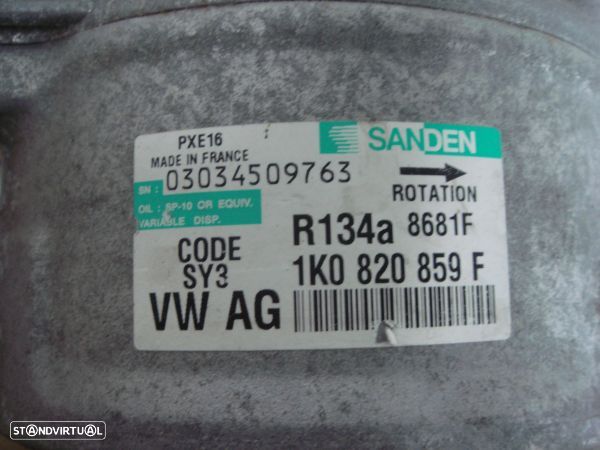 PXE16
MADE IN FRANCE
SANDEN
SN : 03034509763
ROTATION
OIL : SP-10 OR EQUIV.
VARIABLE DISP.
R134a 8681F
CODE
SY3
1K0 820 859 F
VW AG
STANDVIRTUAL